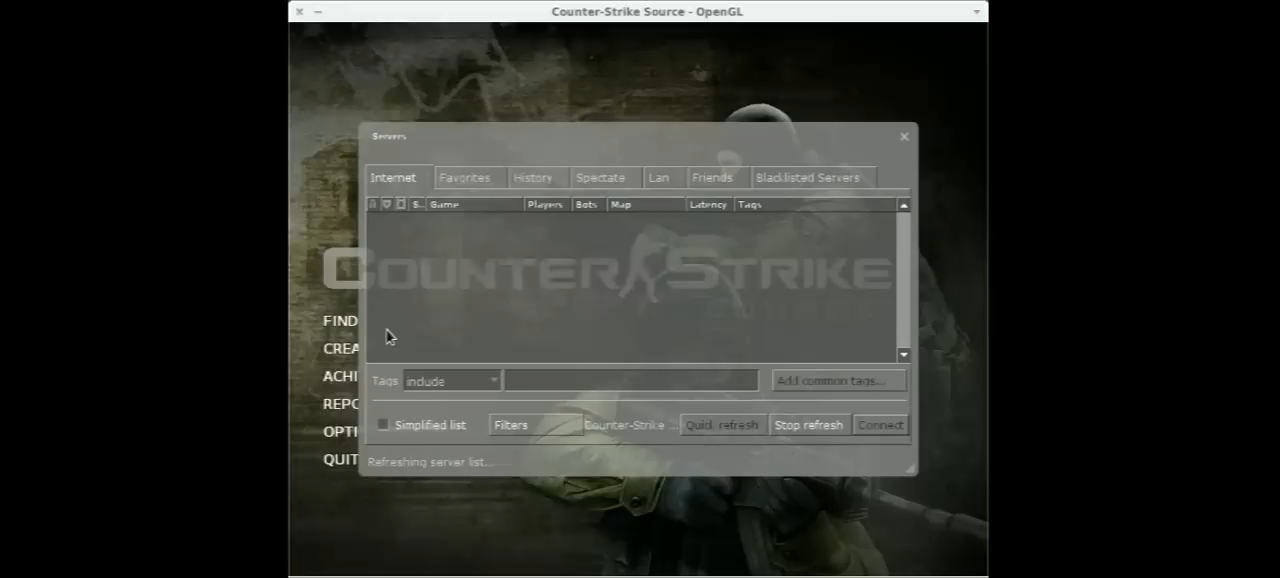 Counter-Strike Source - OpenGL
Servers
Internet Favorites History Spectate Lan Friends Blacklisted Servers
S.. Game Players Bots Map Latency Tags
COUNTER STRIKE
FIND
CREA
ACHI
REPO
OPTI
QUIT
Tags include Add common tags...
Simplified list Filters Counter-Strike ... Quick refresh Stop refresh Connect
Refreshing server list...